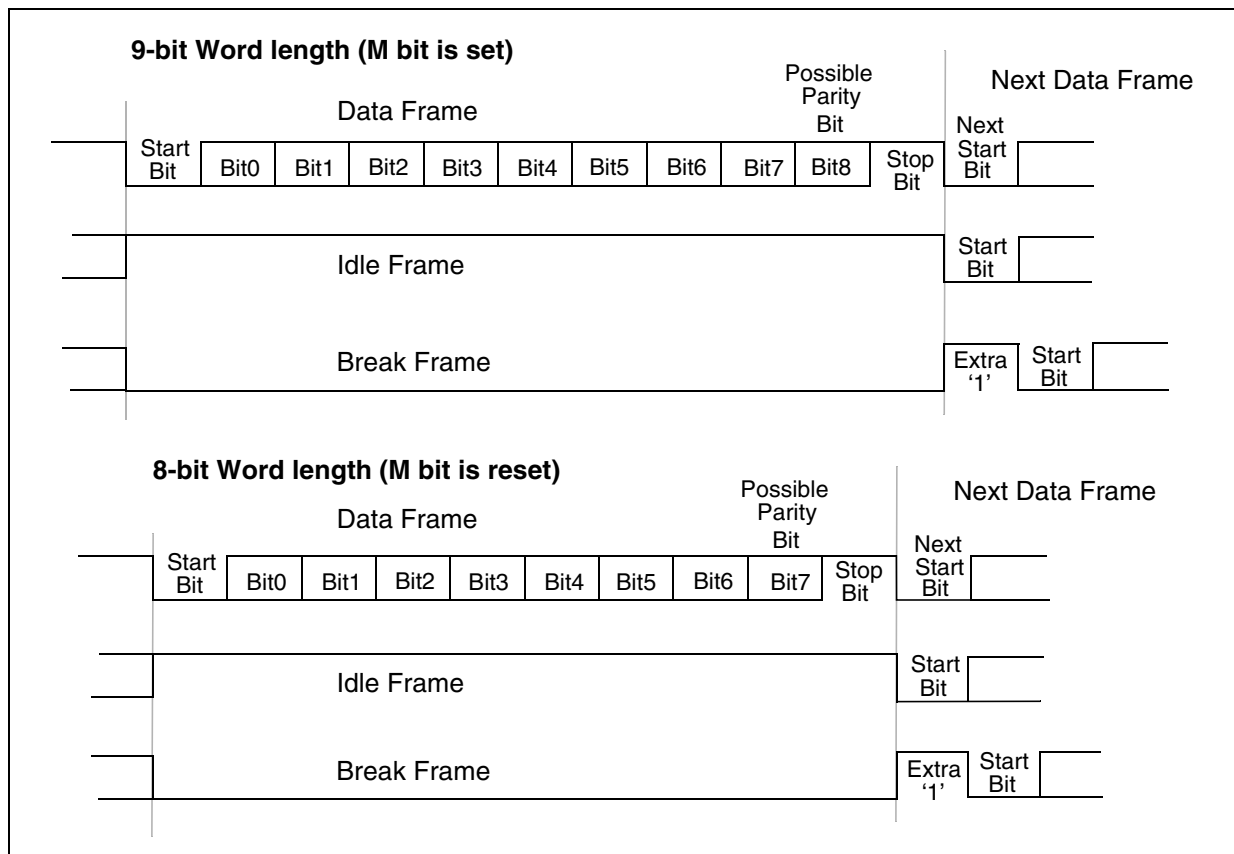 9-bit Word length (M bit is set)
Possible
Parity
Bit
Next Data Frame
Data Frame
Start
Bit
Bit0 Bit1 Bit2 Bit3 Bit4 Bit5 Bit6 Bit7 Bit8
Stop
Bit
Next
Start
Bit
Idle Frame
Start
Bit
Break Frame
Extra
‘1’
Start
Bit
8-bit Word length (M bit is reset)
Possible
Parity
Bit
Next Data Frame
Data Frame
Start
Bit
Bit0 Bit1 Bit2 Bit3 Bit4 Bit5 Bit6 Bit7
Stop
Bit
Next
Start
Bit
Idle Frame
Start
Bit
Break Frame
Extra
‘1’
Start
Bit